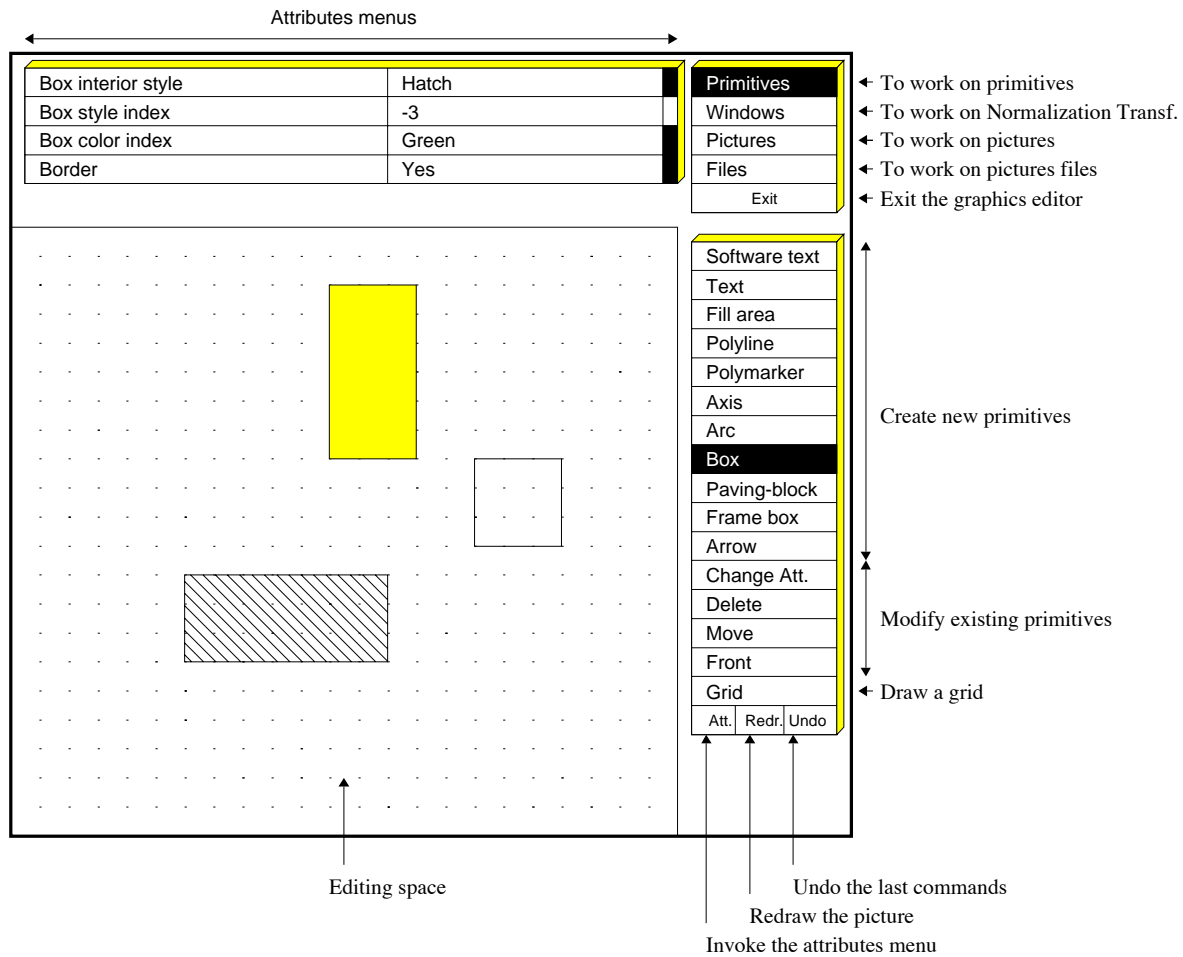 Attributes menus
Box interior style Hatch
Box style index -3
Box color index Green
Border Yes
Primitives To work on primitives
Windows To work on Normalization Transf.
Pictures To work on pictures
Files To work on pictures files
Exit Exit the graphics editor
Software text
Text
Fill area
Polyline
Polymarker
Axis
Arc
Create new primitives
Box
Paving-block
Frame box
Arrow
Change Att.
Delete
Modify existing primitives
Move
Front
Grid Draw a grid
Att. Redr. Undo
Editing space Undo the last commands
Redraw the picture
Invoke the attributes menu